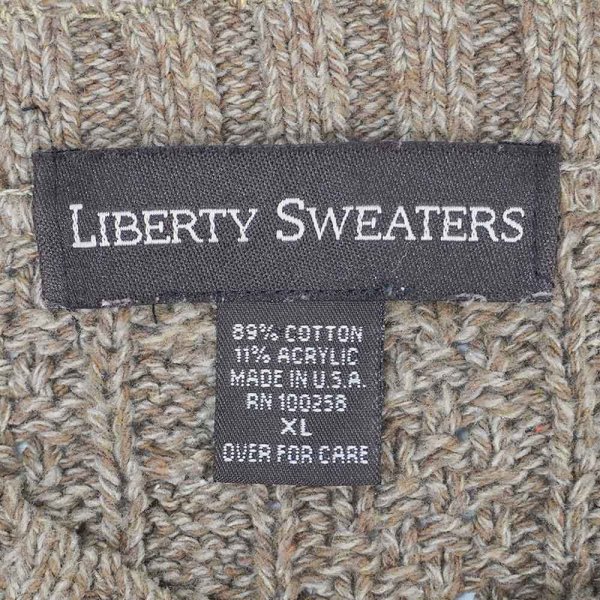 LIBERTY SWEATERS
89% COTTON
11% ACRYLIC
MADE IN U.S.A.
RN 100258
XL
OVER FOR CARE